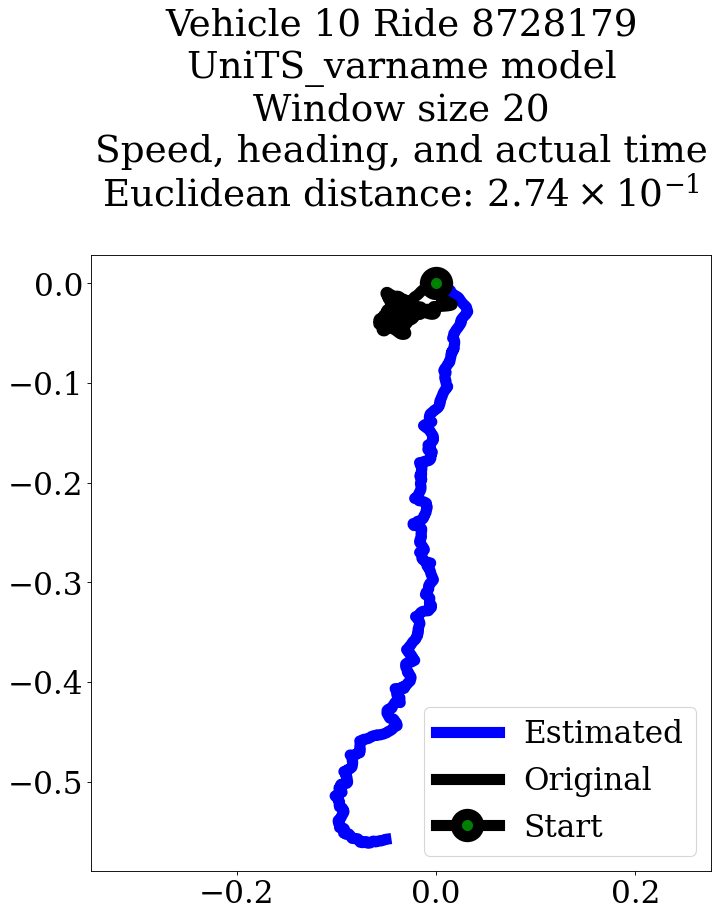 Vehicle 10 Ride 8728179
UniTS_varname model
Window size 20
Speed, heading, and actual time
Euclidean distance: 2.74 × 10⁻¹
0.0
−0.1
−0.2
−0.3
−0.4
−0.5
Estimated
Original
Start
−0.2
0.0
0.2